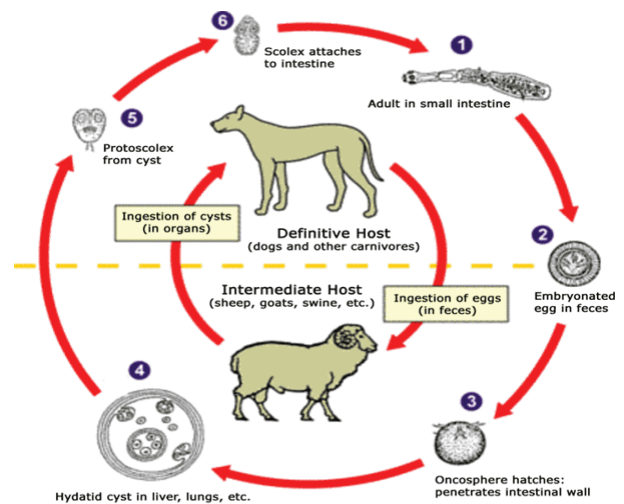 6
Scolex attaches
to intestine
1
Adult in small intestine
5
Protoscolex
from cyst
Ingestion of cysts
(in organs)
Definitive Host
(dogs and other carnivores)
2
Embryonated
egg in feces
Intermediate Host
(sheep, goats, swine, etc.)
Ingestion of eggs
(in feces)
4
3
Oncosphere hatches:
penetrates intestinal wall
Hydatid cyst in liver, lungs, etc.